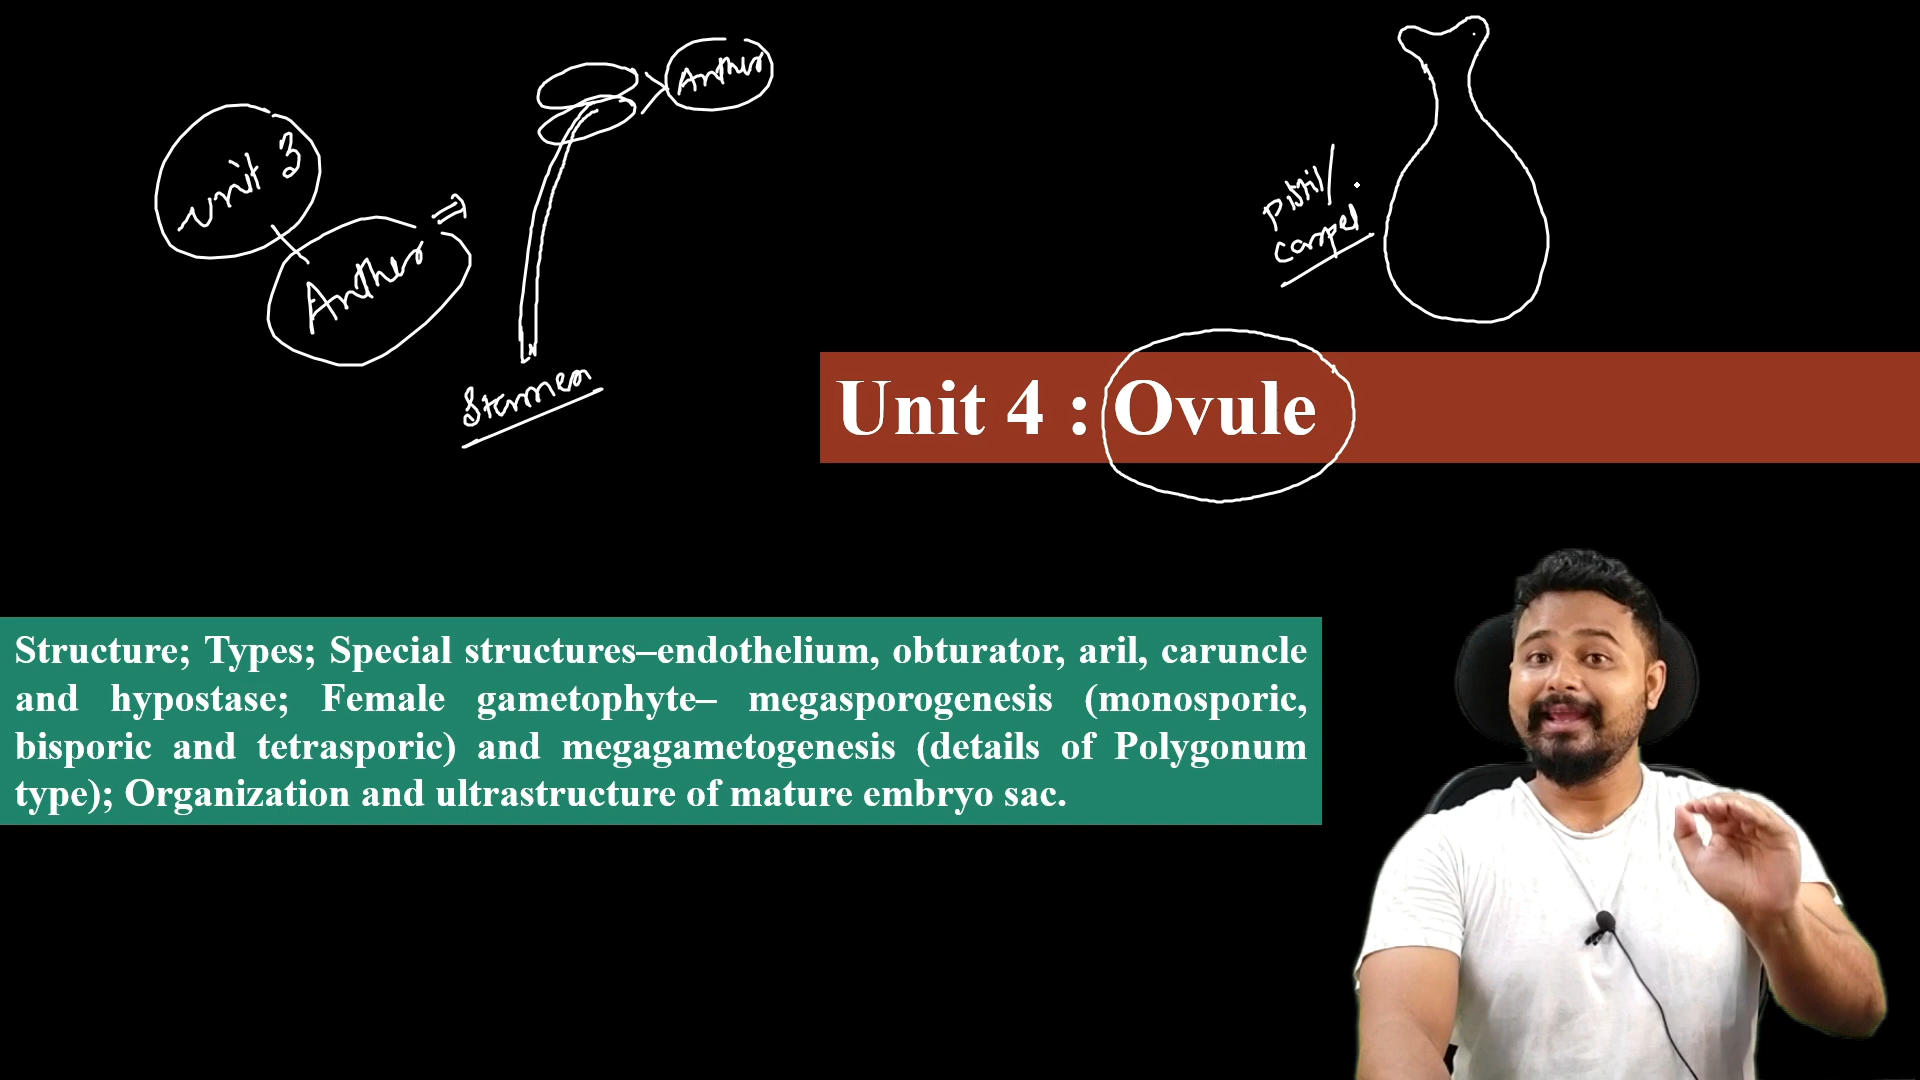 Anther
unit 3
Anther
Stamen
Pistil/
carpel
Unit 4 : Ovule
Structure; Types; Special structures–endothelium, obturator, aril, caruncle
and hypostase; Female gametophyte– megasporogenesis (monosporic,
bisporic and tetrasporic) and megagametogenesis (details of Polygonum
type); Organization and ultrastructure of mature embryo sac.